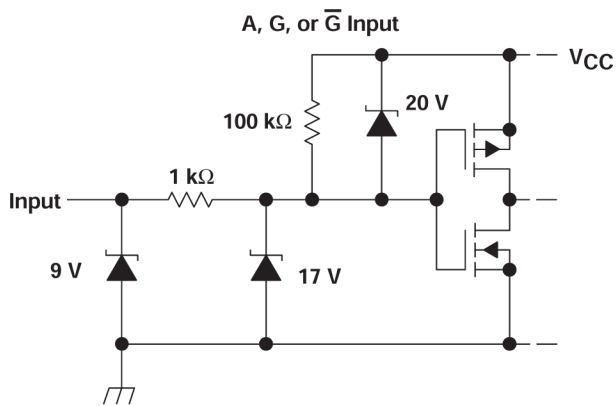 A, G, or G̅ Input
VCC
20 V
100 kΩ
1 kΩ
Input
9 V
17 V